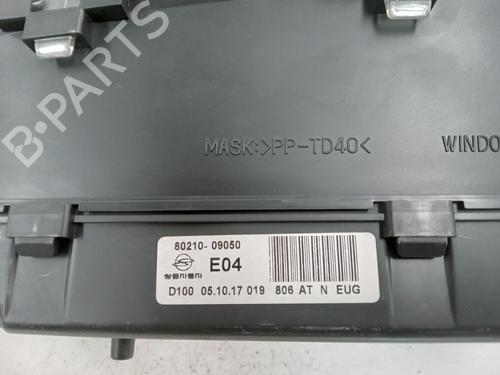 MASK:>PP-TD40<
WINDO
80210- 09050
E04
쌍용자동차
D100 05.10.17 019 806 AT N EUG
B-PARTS